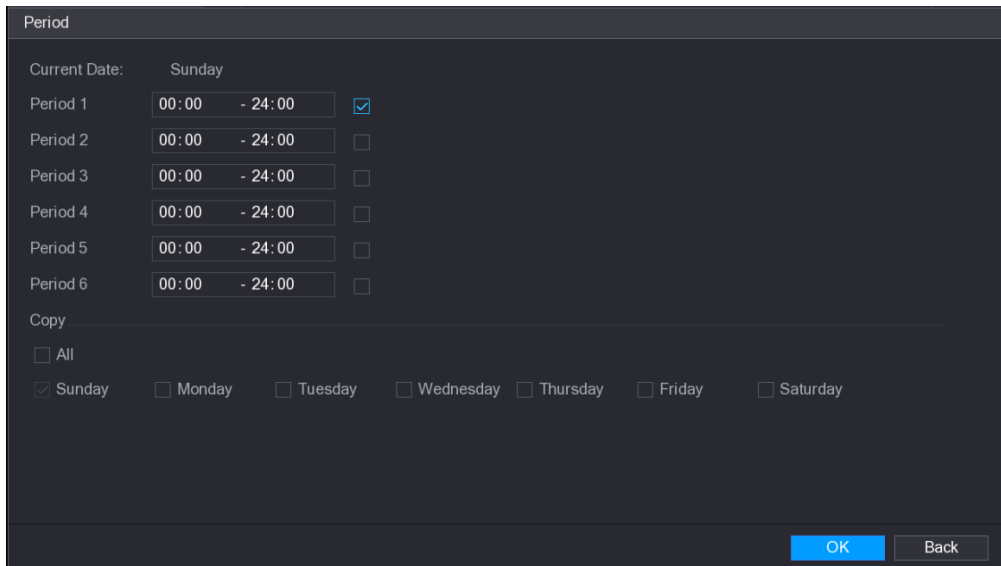 Period
Current Date: Sunday
Period 1 00:00 - 24:00
Period 2 00:00 - 24:00
Period 3 00:00 - 24:00
Period 4 00:00 - 24:00
Period 5 00:00 - 24:00
Period 6 00:00 - 24:00
Copy
All
Sunday Monday Tuesday Wednesday Thursday Friday Saturday
OK Back